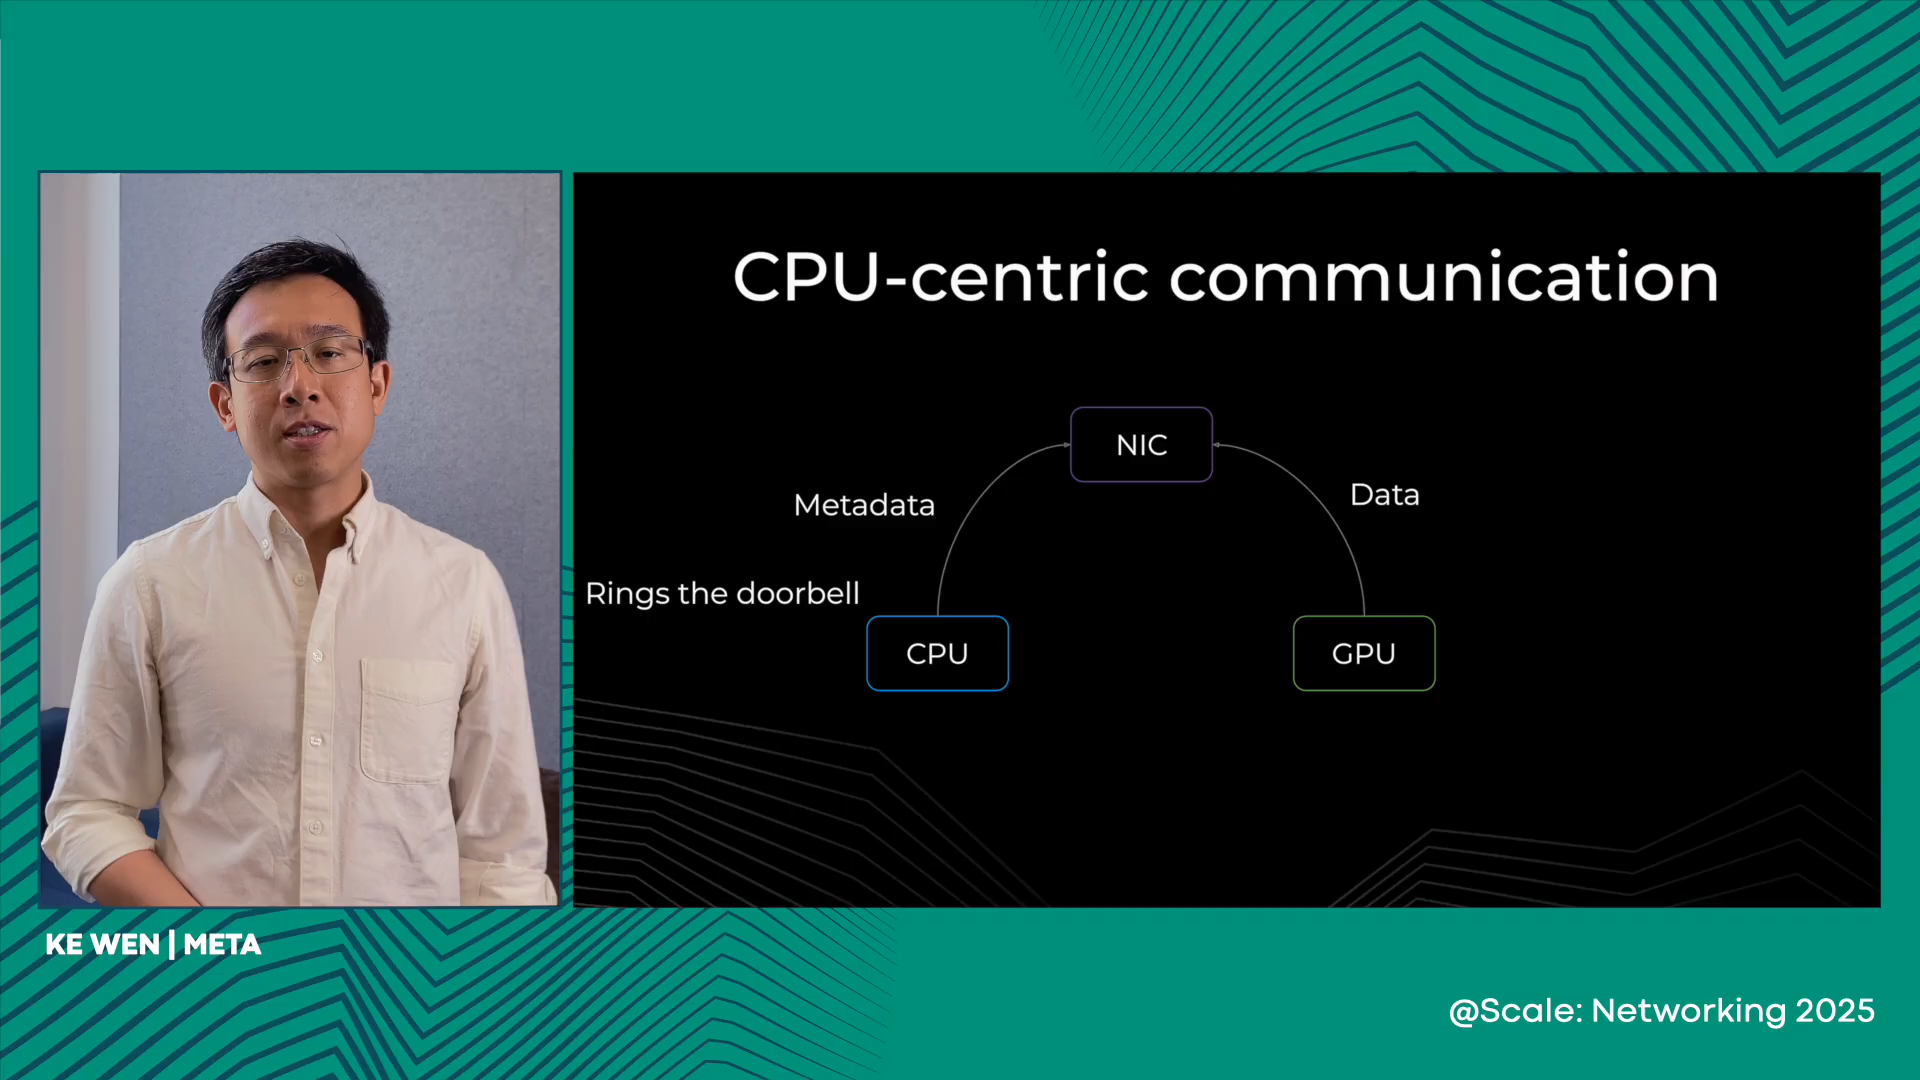 CPU-centric communication
NIC
Metadata
Data
Rings the doorbell
CPU
GPU
KE WEN | META
@Scale: Networking 2025